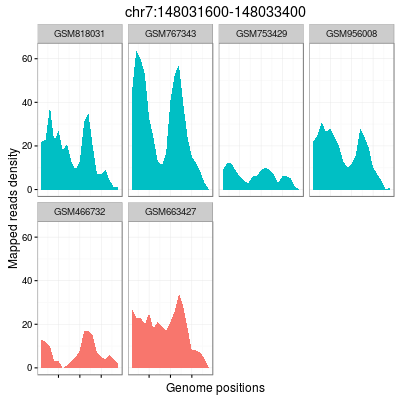 chr7:148031600-148033400
GSM818031 GSM767343 GSM753429 GSM956008
60
40
20
0
GSM466732 GSM663427
60
40
20
0
Mapped reads density
Genome positions